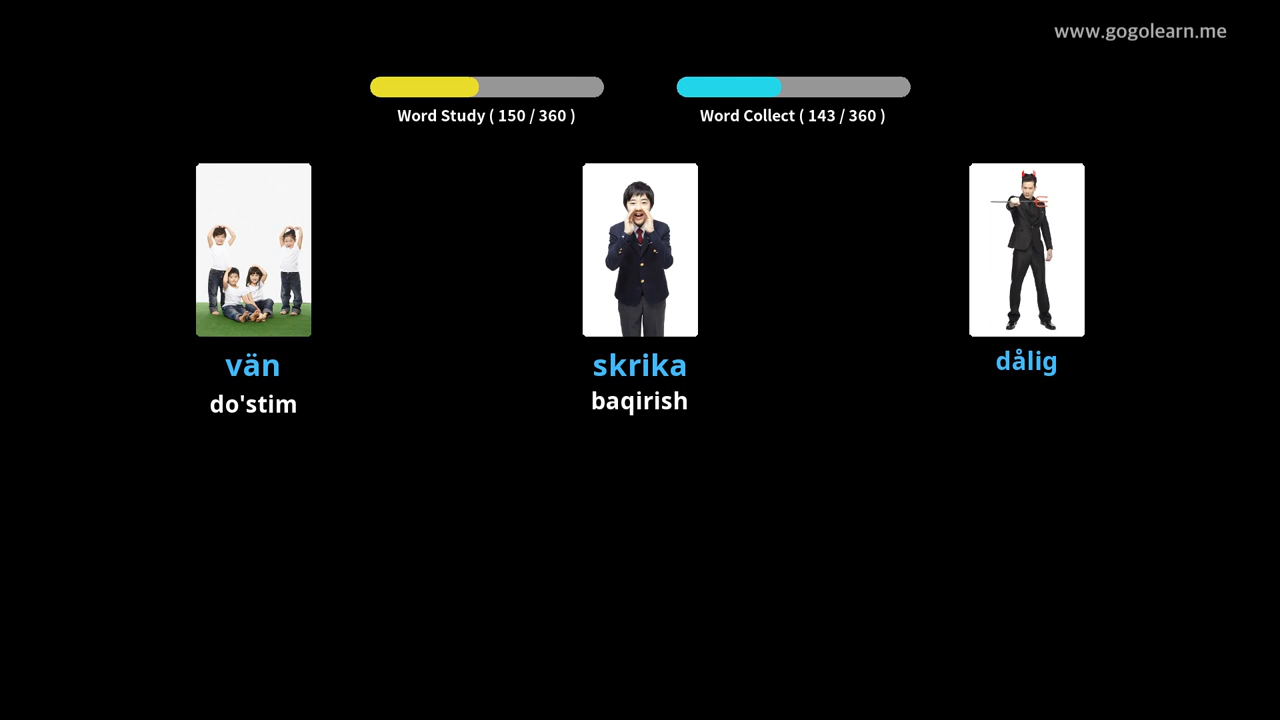 www.gogolearn.me
Word Study ( 150 / 360 )
Word Collect ( 143 / 360 )
vän
do'stim
skrika
baqirish
dålig